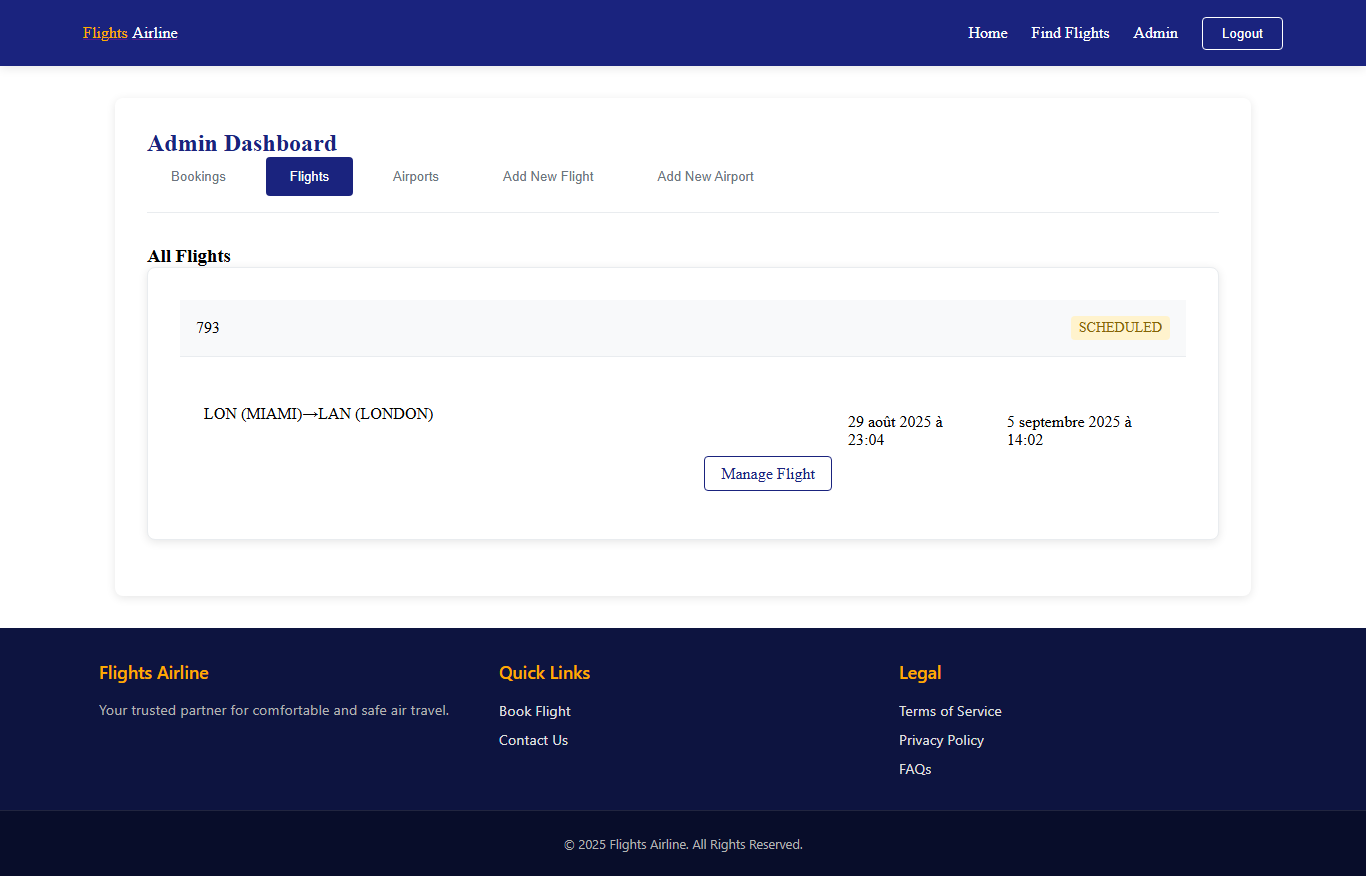 Flights Airline
Home
Find Flights
Admin
Logout
Admin Dashboard
Bookings
Flights
Airports
Add New Flight
Add New Airport
All Flights
793
SCHEDULED
LON (MIAMI)→LAN (LONDON)
29 août 2025 à
23:04
5 septembre 2025 à
14:02
Manage Flight
Flights Airline
Your trusted partner for comfortable and safe air travel.
Quick Links
Book Flight
Contact Us
Legal
Terms of Service
Privacy Policy
FAQs
© 2025 Flights Airline. All Rights Reserved.